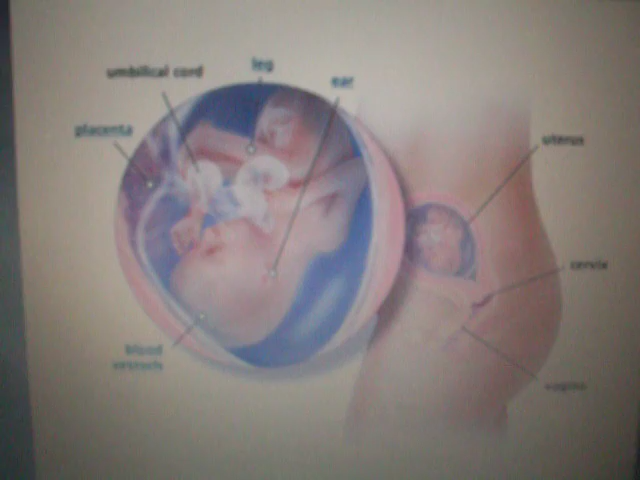 umbilical cord
leg
ear
placenta
uterus
cervix
blood
vessels
vagina